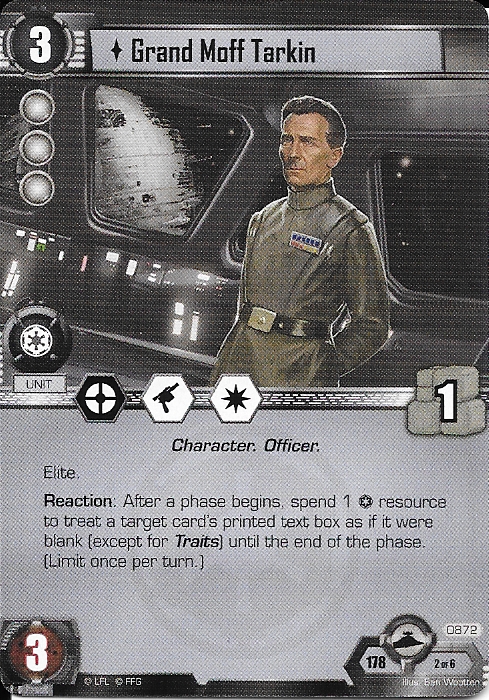 3
Grand Moff Tarkin
UNIT
1
Character. Officer.
Elite.
Reaction: After a phase begins, spend 1 resource
to treat a target card's printed text box as if it were
blank (except for Traits) until the end of the phase.
(Limit once per turn.)
3
© LFL © FFG
0872
178
2 of 6
Illus. Ben Wootten